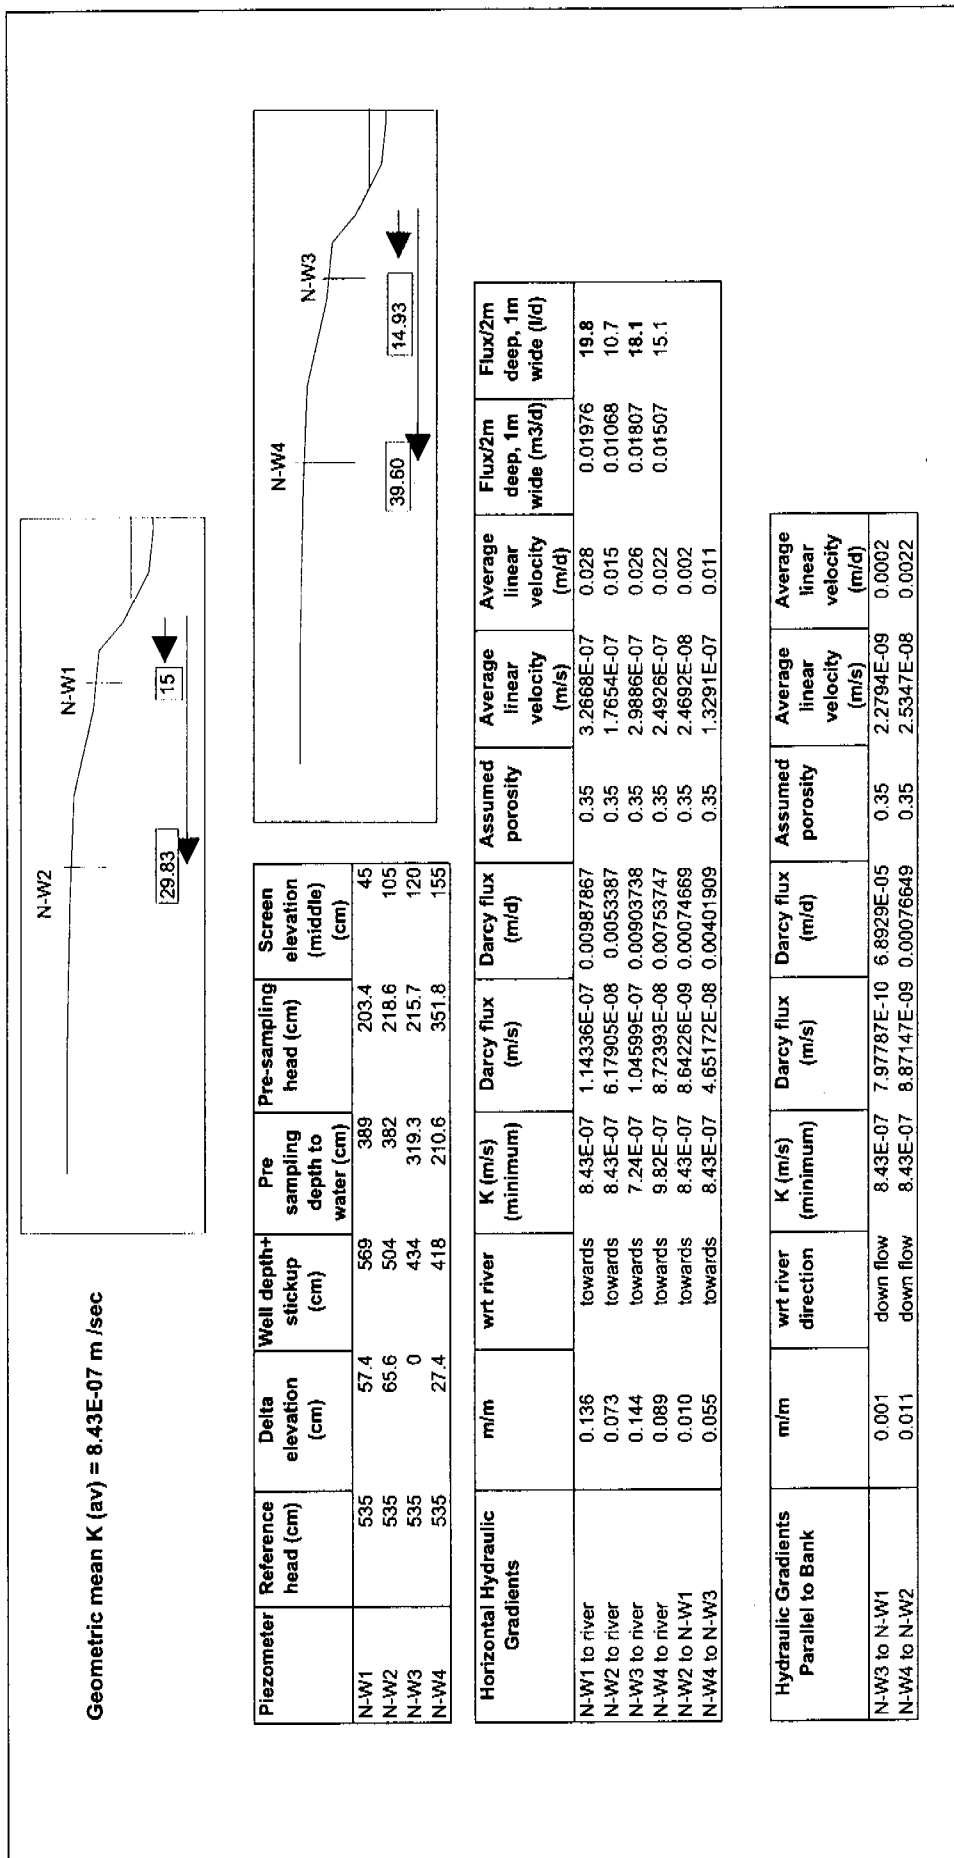 Geometric mean K (av) = 8.43E-07 m /sec
N-W2
N-W1
29.83
15
N-W4
N-W3
39.60
14.93
Piezometer | Reference head (cm) | Delta elevation (cm) | Well depth+ stickup (cm) | Pre sampling depth to water (cm) | Pre-sampling head (cm) | Screen elevation (middle) (cm)
N-W1 535 57.4 569 389 203.4 45
N-W2 535 65.6 504 382 218.6 105
N-W3 535 0 434 319.3 215.7 120
N-W4 535 27.4 418 210.6 351.8 155
Horizontal Hydraulic Gradients | m/m | wrt river | K (m/s) (minimum) | Darcy flux (m/s) | Darcy flux (m/d) | Assumed porosity | Average linear velocity (m/s) | Average linear velocity (m/d) | Flux/2m deep, 1m wide (m3/d) | Flux/2m deep, 1m wide (l/d)
N-W1 to river 0.136 towards 8.43E-07 1.14336E-07 0.00987867 0.35 3.2668E-07 0.028 0.01976 19.8
N-W2 to river 0.073 towards 8.43E-07 6.17905E-08 0.0053387 0.35 1.7654E-07 0.015 0.01068 10.7
N-W3 to river 0.144 towards 7.24E-07 1.04599E-07 0.00903738 0.35 2.9886E-07 0.026 0.01807 18.1
N-W4 to river 0.089 towards 9.82E-07 8.72393E-08 0.00753747 0.35 2.4926E-07 0.022 0.01507 15.1
N-W2 to N-W1 0.010 towards 8.43E-07 8.64226E-09 0.00074669 0.35 2.4692E-08 0.002
N-W4 to N-W3 0.055 towards 8.43E-07 4.65172E-08 0.00401909 0.35 1.3291E-07 0.011
Hydraulic Gradients Parallel to Bank | m/m | wrt river direction | K (m/s) (minimum) | Darcy flux (m/s) | Darcy flux (m/d) | Assumed porosity | Average linear velocity (m/s) | Average linear velocity (m/d)
N-W3 to N-W1 0.001 down flow 8.43E-07 7.97787E-10 6.8929E-05 0.35 2.2794E-09 0.0002
N-W4 to N-W2 0.011 down flow 8.43E-07 8.87147E-09 0.00076649 0.35 2.5347E-08 0.0022